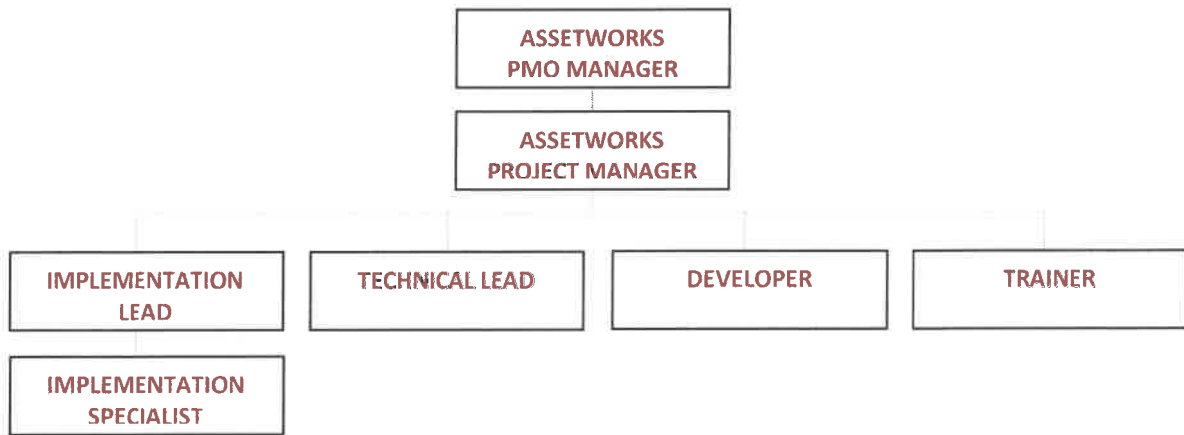 ASSETWORKS
PMO MANAGER
ASSETWORKS
PROJECT MANAGER
IMPLEMENTATION
LEAD
TECHNICAL LEAD
DEVELOPER
TRAINER
IMPLEMENTATION
SPECIALIST